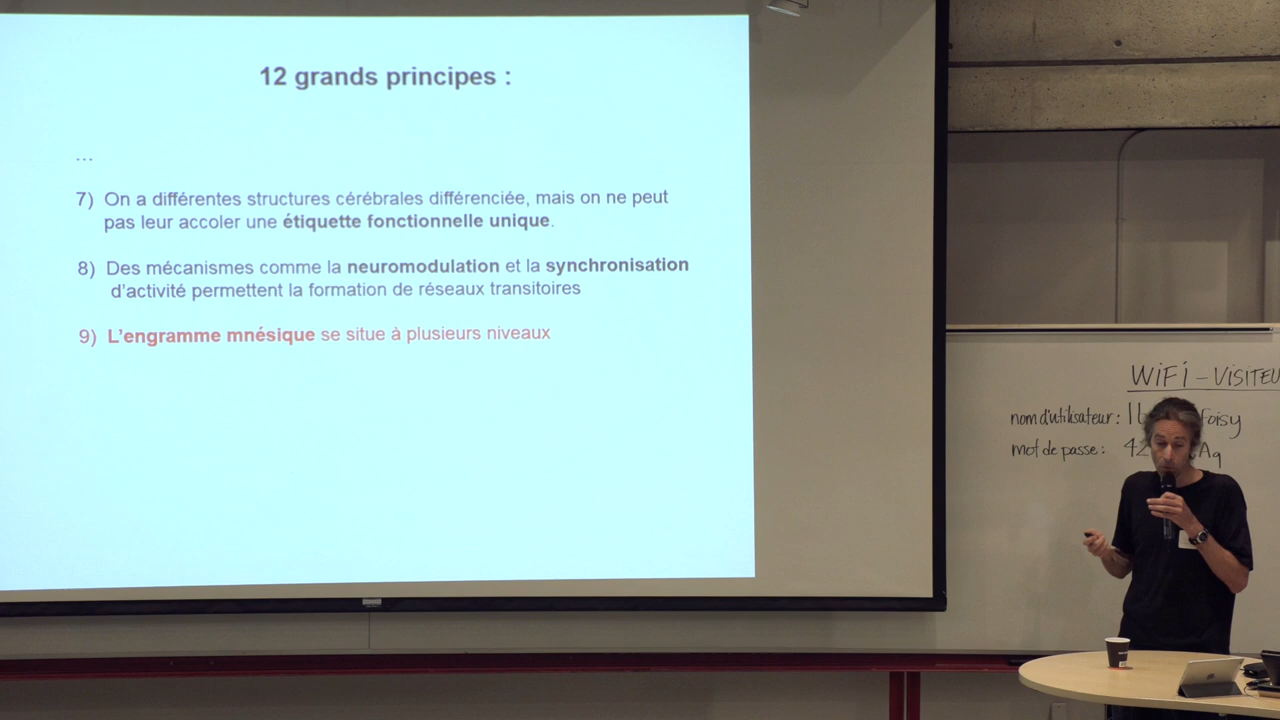 12 grands principes :
...
7) On a différentes structures cérébrales différenciée, mais on ne peut
pas leur accoler une étiquette fonctionnelle unique.
8) Des mécanismes comme la neuromodulation et la synchronisation
d'activité permettent la formation de réseaux transitoires
9) L'engramme mnésique se situe à plusieurs niveaux
WiFi - VISITEU
nom d'utilisateur : foisy
mot de passe : 42 Aq